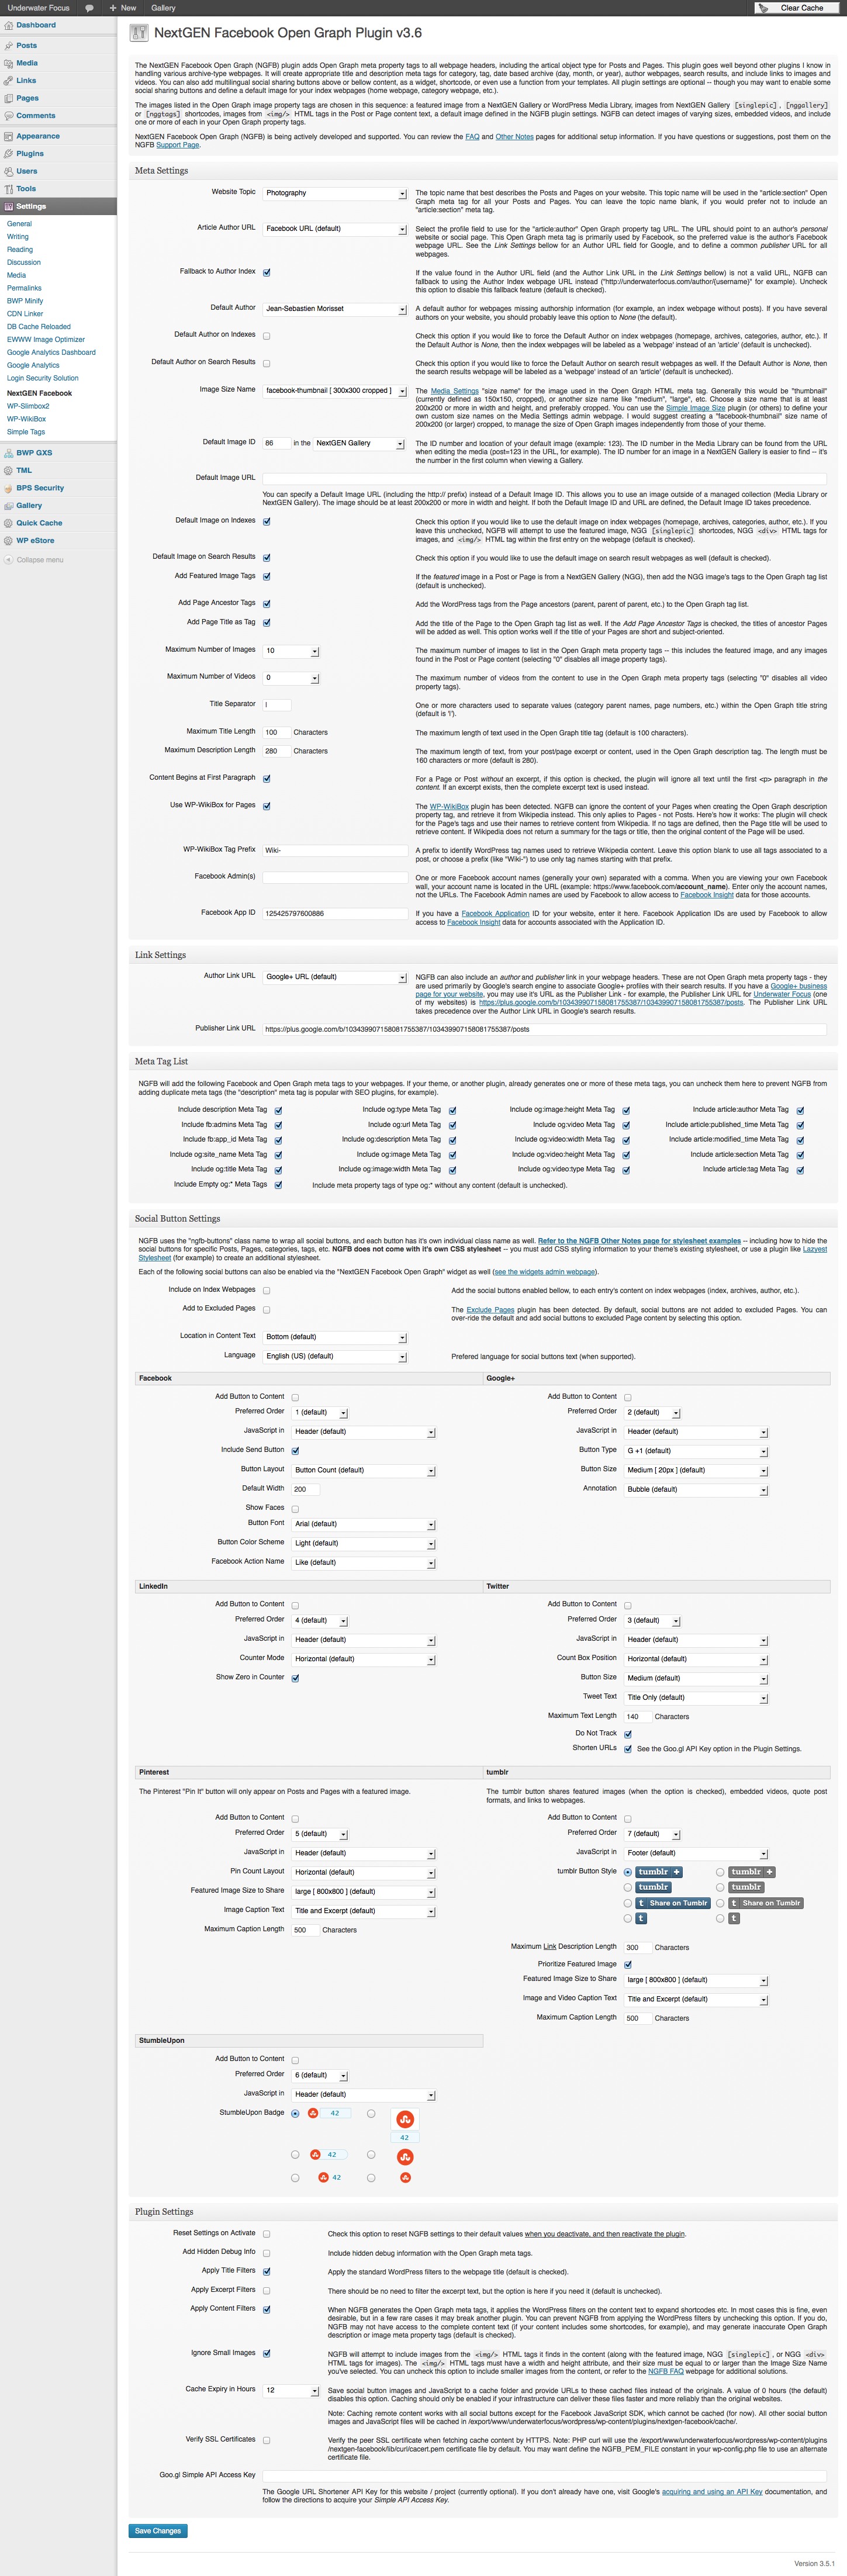 Underwater Focus
New
Gallery
Clear Cache
Dashboard
Posts
Media
Links
Pages
Comments
Appearance
Plugins
Users
Tools
Settings
General
Writing
Reading
Discussion
Media
Permalinks
BWP Minify
CDN Linker
DB Cache Reloaded
EWWW Image Optimizer
Google Analytics Dashboard
Google Analytics
Login Security Solution
NextGEN Facebook
WP-Slimbox2
WP-WikiBox
Simple Tags
BWP GXS
TML
BPS Security
Gallery
Quick Cache
WP eStore
Collapse menu
NextGEN Facebook Open Graph Plugin v3.6
The NextGEN Facebook Open Graph (NGFB) plugin adds Open Graph meta property tags to all webpage headers, including the artical object type for Posts and Pages. This plugin goes well beyond other plugins I know in
handling various archive-type webpages. It will create appropriate title and description meta tags for category, tag, date based archive (day, month, or year), author webpages, search results, and include links to images and
videos. You can also add multilingual social sharing buttons above or bellow content, as a widget, shortcode, or even use a function from your templates. All plugin settings are optional -- though you may want to enable some
social sharing buttons and define a default image for your index webpages (home webpage, category webpage, etc.).
The images listed in the Open Graph image property tags are chosen in this sequence: a featured image from a NextGEN Gallery or WordPress Media Library, images from NextGEN Gallery [singlepic], [nggallery]
or [nggtags] shortcodes, images from <img/> HTML tags in the Post or Page content text, a default image defined in the NGFB plugin settings. NGFB can detect images of varying sizes, embedded videos, and include
one or more of each in your Open Graph property tags.
NextGEN Facebook Open Graph (NGFB) is being actively developed and supported. You can review the FAQ and Other Notes pages for additional setup information. If you have questions or suggestions, post them on the
NGFB Support Page.
Meta Settings
Website Topic Photography
The topic name that best describes the Posts and Pages on your website. This topic name will be used in the "article:section" Open
Graph meta tag for all your Posts and Pages. You can leave the topic name blank, if you would prefer not to include an
"article:section" meta tag.
Article Author URL Facebook URL (default)
Select the profile field to use for the "article:author" Open Graph property tag URL. The URL should point to an author's personal
website or social page. This Open Graph meta tag is primarily used by Facebook, so the preferred value is the author's Facebook
webpage URL. See the Link Settings bellow for an Author URL field for Google, and to define a common publisher URL for all
webpages.
Fallback to Author Index
If the value found in the Author URL field (and the Author Link URL in the Link Settings bellow) is not a valid URL, NGFB can
fallback to using the Author Index webpage URL instead ("http://underwaterfocus.com/author/{username}" for example). Uncheck
this option to disable this fallback feature (default is checked).
Default Author Jean-Sebastien Morisset
A default author for webpages missing authorship information (for example, an index webpage without posts). If you have several
authors on your website, you should probably leave this option to None (the default).
Default Author on Indexes
Check this option if you would like to force the Default Author on index webpages (homepage, archives, categories, author, etc.). If
the Default Author is None, then the index webpages will be labeled as a 'webpage' instead of an 'article' (default is unchecked).
Default Author on Search Results
Check this option if you would like to force the Default Author on search result webpages as well. If the Default Author is None, then
the search results webpage will be labeled as a 'webpage' instead of an 'article' (default is unchecked).
Image Size Name facebook-thumbnail [ 300x300 cropped ]
The Media Settings "size name" for the image used in the Open Graph HTML meta tag. Generally this would be "thumbnail"
(currently defined as 150x150, cropped), or another size name like "medium", "large", etc. Choose a size name that is at least
200x200 or more in width and height, and preferably cropped. You can use the Simple Image Size plugin (or others) to define your
own custom size names on the Media Settings admin webpage. I would suggest creating a "facebook-thumbnail" size name of
200x200 (or larger) cropped, to manage the size of Open Graph images independently from those of your theme.
Default Image ID 86 in the NextGEN Gallery
The ID number and location of your default image (example: 123). The ID number in the Media Library can be found from the URL
when editing the media (post=123 in the URL, for example). The ID number for an image in a NextGEN Gallery is easier to find -- it's
the number in the first column when viewing a Gallery.
Default Image URL
You can specify a Default Image URL (including the http:// prefix) instead of a Default Image ID. This allows you to use an image outside of a managed collection (Media Library or
NextGEN Gallery). The image should be at least 200x200 or more in width and height. If both the Default Image ID and URL are defined, the Default Image ID takes precedence.
Default Image on Indexes
Check this option if you would like to use the default image on index webpages (homepage, archives, categories, author, etc.). If you
leave this unchecked, NGFB will attempt to use the featured image, NGG [singlepic] shortcodes, NGG <div> HTML tags for
images, and <img/> HTML tag within the first entry on the webpage (default is checked).
Default Image on Search Results
Check this option if you would like to use the default image on search result webpages as well (default is checked).
Add Featured Image Tags
If the featured image in a Post or Page is from a NextGEN Gallery (NGG), then add the NGG image's tags to the Open Graph tag list
(default is unchecked).
Add Page Ancestor Tags
Add the WordPress tags from the Page ancestors (parent, parent of parent, etc.) to the Open Graph tag list.
Add Page Title as Tag
Add the title of the Page to the Open Graph tag list as well. If the Add Page Ancestor Tags is checked, the titles of ancestor Pages
will be added as well. This option works well if the title of your Pages are short and subject-oriented.
Maximum Number of Images 10
The maximum number of images to list in the Open Graph meta property tags -- this includes the featured image, and any images
found in the Post or Page content (selecting "0" disables all image property tags).
Maximum Number of Videos 0
The maximum number of videos from the content to use in the Open Graph meta property tags (selecting "0" disables all video
property tags).
Title Separator |
One or more characters used to separate values (category parent names, page numbers, etc.) within the Open Graph title string
(default is '|').
Maximum Title Length 100 Characters
The maximum length of text used in the Open Graph title tag (default is 100 characters).
Maximum Description Length 280 Characters
The maximum length of text, from your post/page excerpt or content, used in the Open Graph description tag. The length must be
160 characters or more (default is 280).
Content Begins at First Paragraph
For a Page or Post without an excerpt, if this option is checked, the plugin will ignore all text until the first <p> paragraph in the
content. If an excerpt exists, then the complete excerpt text is used instead.
Use WP-WikiBox for Pages
The WP-WikiBox plugin has been detected. NGFB can ignore the content of your Pages when creating the Open Graph description
property tag, and retrieve it from Wikipedia instead. This only aplies to Pages - not Posts. Here's how it works: The plugin will check
for the Page's tags and use their names to retrieve content from Wikipedia. If no tags are defined, then the Page title will be used to
retrieve content. If Wikipedia does not return a summary for the tags or title, then the original content of the Page will be used.
WP-WikiBox Tag Prefix Wiki-
A prefix to identify WordPress tag names used to retrieve Wikipedia content. Leave this option blank to use all tags associated to a
post, or choose a prefix (like "Wiki-") to use only tag names starting with that prefix.
Facebook Admin(s)
One or more Facebook account names (generally your own) separated with a comma. When you are viewing your own Facebook
wall, your account name is located in the URL (example: https://www.facebook.com/account_name). Enter only the account names,
not the URLs. The Facebook Admin names are used by Facebook to allow access to Facebook Insight data for those accounts.
Facebook App ID 125425797600886
If you have a Facebook Application ID for your website, enter it here. Facebook Application IDs are used by Facebook to allow
access to Facebook Insight data for accounts associated with the Application ID.
Link Settings
Author Link URL Google+ URL (default)
NGFB can also include an author and publisher link in your webpage headers. These are not Open Graph meta property tags - they
are used primarily by Google's search engine to associate Google+ profiles with their search results. If you have a Google+ business
page for your website, you may use it's URL as the Publisher Link - for example, the Publisher Link URL for Underwater Focus (one
of my websites) is https://plus.google.com/b/103439907158081755387/103439907158081755387/posts. The Publisher Link URL
takes precedence over the Author Link URL in Google's search results.
Publisher Link URL https://plus.google.com/b/103439907158081755387/103439907158081755387/posts
Meta Tag List
NGFB will add the following Facebook and Open Graph meta tags to your webpages. If your theme, or another plugin, already generates one or more of these meta tags, you can uncheck them here to prevent NGFB from
adding duplicate meta tags (the "description" meta tag is popular with SEO plugins, for example).
Include description Meta Tag Include og:type Meta Tag Include og:image:height Meta Tag Include article:author Meta Tag
Include fb:admins Meta Tag Include og:url Meta Tag Include og:video Meta Tag Include article:published_time Meta Tag
Include fb:app_id Meta Tag Include og:description Meta Tag Include og:video:width Meta Tag Include article:modified_time Meta Tag
Include og:site_name Meta Tag Include og:image Meta Tag Include og:video:height Meta Tag Include article:section Meta Tag
Include og:title Meta Tag Include og:image:width Meta Tag Include og:video:type Meta Tag Include article:tag Meta Tag
Include Empty og:* Meta Tags Include meta property tags of type og:* without any content (default is unchecked).
Social Button Settings
NGFB uses the "ngfb-buttons" class name to wrap all social buttons, and each button has it's own individual class name as well. Refer to the NGFB Other Notes page for stylesheet examples -- including how to hide the
social buttons for specific Posts, Pages, categories, tags, etc. NGFB does not come with it's own CSS stylesheet -- you must add CSS styling information to your theme's existing stylesheet, or use a plugin like Lazyest
Stylesheet (for example) to create an additional stylesheet.
Each of the following social buttons can also be enabled via the "NextGEN Facebook Open Graph" widget as well (see the widgets admin webpage).
Include on Index Webpages
Add the social buttons enabled bellow, to each entry's content on index webpages (index, archives, author, etc.).
Add to Excluded Pages
The Exclude Pages plugin has been detected. By default, social buttons are not added to excluded Pages. You can
over-ride the default and add social buttons to excluded Page content by selecting this option.
Location in Content Text Bottom (default)
Language English (US) (default) Prefered language for social buttons text (when supported).
Facebook
Add Button to Content
Preferred Order 1 (default)
JavaScript in Header (default)
Include Send Button
Button Layout Button Count (default)
Default Width 200
Show Faces
Button Font Arial (default)
Button Color Scheme Light (default)
Facebook Action Name Like (default)
Google+
Add Button to Content
Preferred Order 2 (default)
JavaScript in Header (default)
Button Type G +1 (default)
Button Size Medium [ 20px ] (default)
Annotation Bubble (default)
LinkedIn
Add Button to Content
Preferred Order 4 (default)
JavaScript in Header (default)
Counter Mode Horizontal (default)
Show Zero in Counter
Twitter
Add Button to Content
Preferred Order 3 (default)
JavaScript in Header (default)
Count Box Position Horizontal (default)
Button Size Medium (default)
Tweet Text Title Only (default)
Maximum Text Length 140 Characters
Do Not Track
Shorten URLs See the Goo.gl API Key option in the Plugin Settings.
Pinterest
The Pinterest "Pin It" button will only appear on Posts and Pages with a featured image.
Add Button to Content
Preferred Order 5 (default)
JavaScript in Header (default)
Pin Count Layout Horizontal (default)
Featured Image Size to Share large [ 800x800 ] (default)
Image Caption Text Title and Excerpt (default)
Maximum Caption Length 500 Characters
tumblr
The tumblr button shares featured images (when the option is checked), embedded videos, quote post
formats, and links to webpages.
Add Button to Content
Preferred Order 7 (default)
JavaScript in Footer (default)
tumblr Button Style tumblr + tumblr +
tumblr tumblr
t Share on Tumblr t Share on Tumblr
t t
Maximum Link Description Length 300 Characters
Prioritize Featured Image
Featured Image Size to Share large [ 800x800 ] (default)
Image and Video Caption Text Title and Excerpt (default)
Maximum Caption Length 500 Characters
StumbleUpon
Add Button to Content
Preferred Order 6 (default)
JavaScript in Header (default)
StumbleUpon Badge 42
42
42
42
Plugin Settings
Reset Settings on Activate Check this option to reset NGFB settings to their default values when you deactivate, and then reactivate the plugin.
Add Hidden Debug Info Include hidden debug information with the Open Graph meta tags.
Apply Title Filters Apply the standard WordPress filters to the webpage title (default is checked).
Apply Excerpt Filters There should be no need to filter the excerpt text, but the option is here if you need it (default is unchecked).
Apply Content Filters When NGFB generates the Open Graph meta tags, it applies the WordPress filters on the content text to expand shortcodes etc. In most cases this is fine, even
desirable, but in a few rare cases it may break another plugin. You can prevent NGFB from applying the WordPress filters by unchecking this option. If you do,
NGFB may not have access to the complete content text (if your content includes some shortcodes, for example), and may generate inaccurate Open Graph
description or image meta property tags (default is checked).
Ignore Small Images NGFB will attempt to include images from the <img/> HTML tags it finds in the content (along with the featured image, NGG [singlepic], or NGG <div>
HTML tags for images). The <img/> HTML tags must have a width and height attribute, and their size must be equal to or larger than the Image Size Name
you've selected. You can uncheck this option to include smaller images from the content, or refer to the NGFB FAQ webpage for additional solutions.
Cache Expiry in Hours 12 Save social button images and JavaScript to a cache folder and provide URLs to these cached files instead of the originals. A value of 0 hours (the default)
disables this option. Caching should only be enabled if your infrastructure can deliver these files faster and more reliably than the original websites.
Note: Caching remote content works with all social buttons except for the Facebook JavaScript SDK, which cannot be cached (for now). All other social button
images and JavaScript files will be cached in /export/www/underwaterfocus/wordpress/wp-content/plugins/nextgen-facebook/cache/.
Verify SSL Certificates Verify the peer SSL certificate when fetching cache content by HTTPS. Note: PHP curl will use the /export/www/underwaterfocus/wordpress/wp-content/plugins
/nextgen-facebook/lib/curl/cacert.pem certificate file by default. You may want define the NGFB_PEM_FILE constant in your wp-config.php file to use an alternate
certificate file.
Goo.gl Simple API Access Key
The Google URL Shortener API Key for this website / project (currently optional). If you don't already have one, visit Google's acquiring and using an API Key documentation, and
follow the directions to acquire your Simple API Access Key.
Save Changes
Version 3.5.1